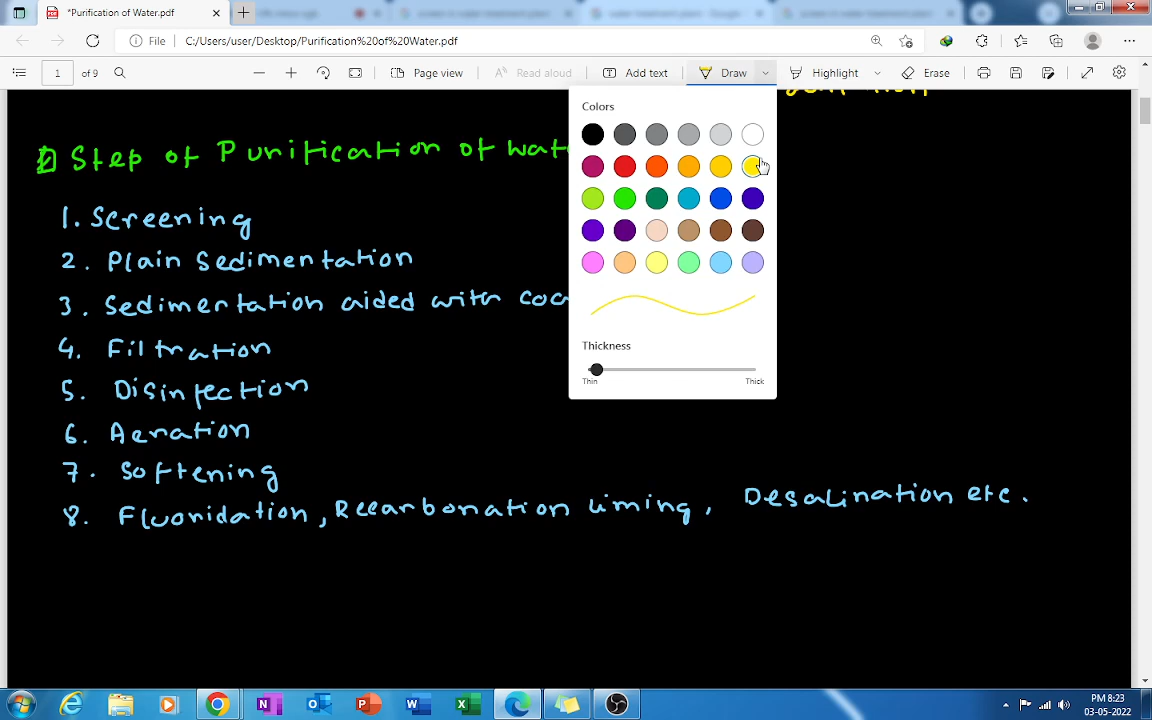 *Purification of Water.pdf
File C:/Users/user/Desktop/Purification%20of%20Water.pdf
1 of 9 Page view Read aloud Add text Draw Highlight Erase
Colors
Step of Purification of
1. Screening
2. Plain Sedimentation
3. Sedimentation aided with
4. Filtration
5. Disinfection
6. Aeration
7. Softening
8. Fluoridation, Recarbonation liming, Desalination etc.
Thickness
Thin Thick
PM 8:23
03-05-2022